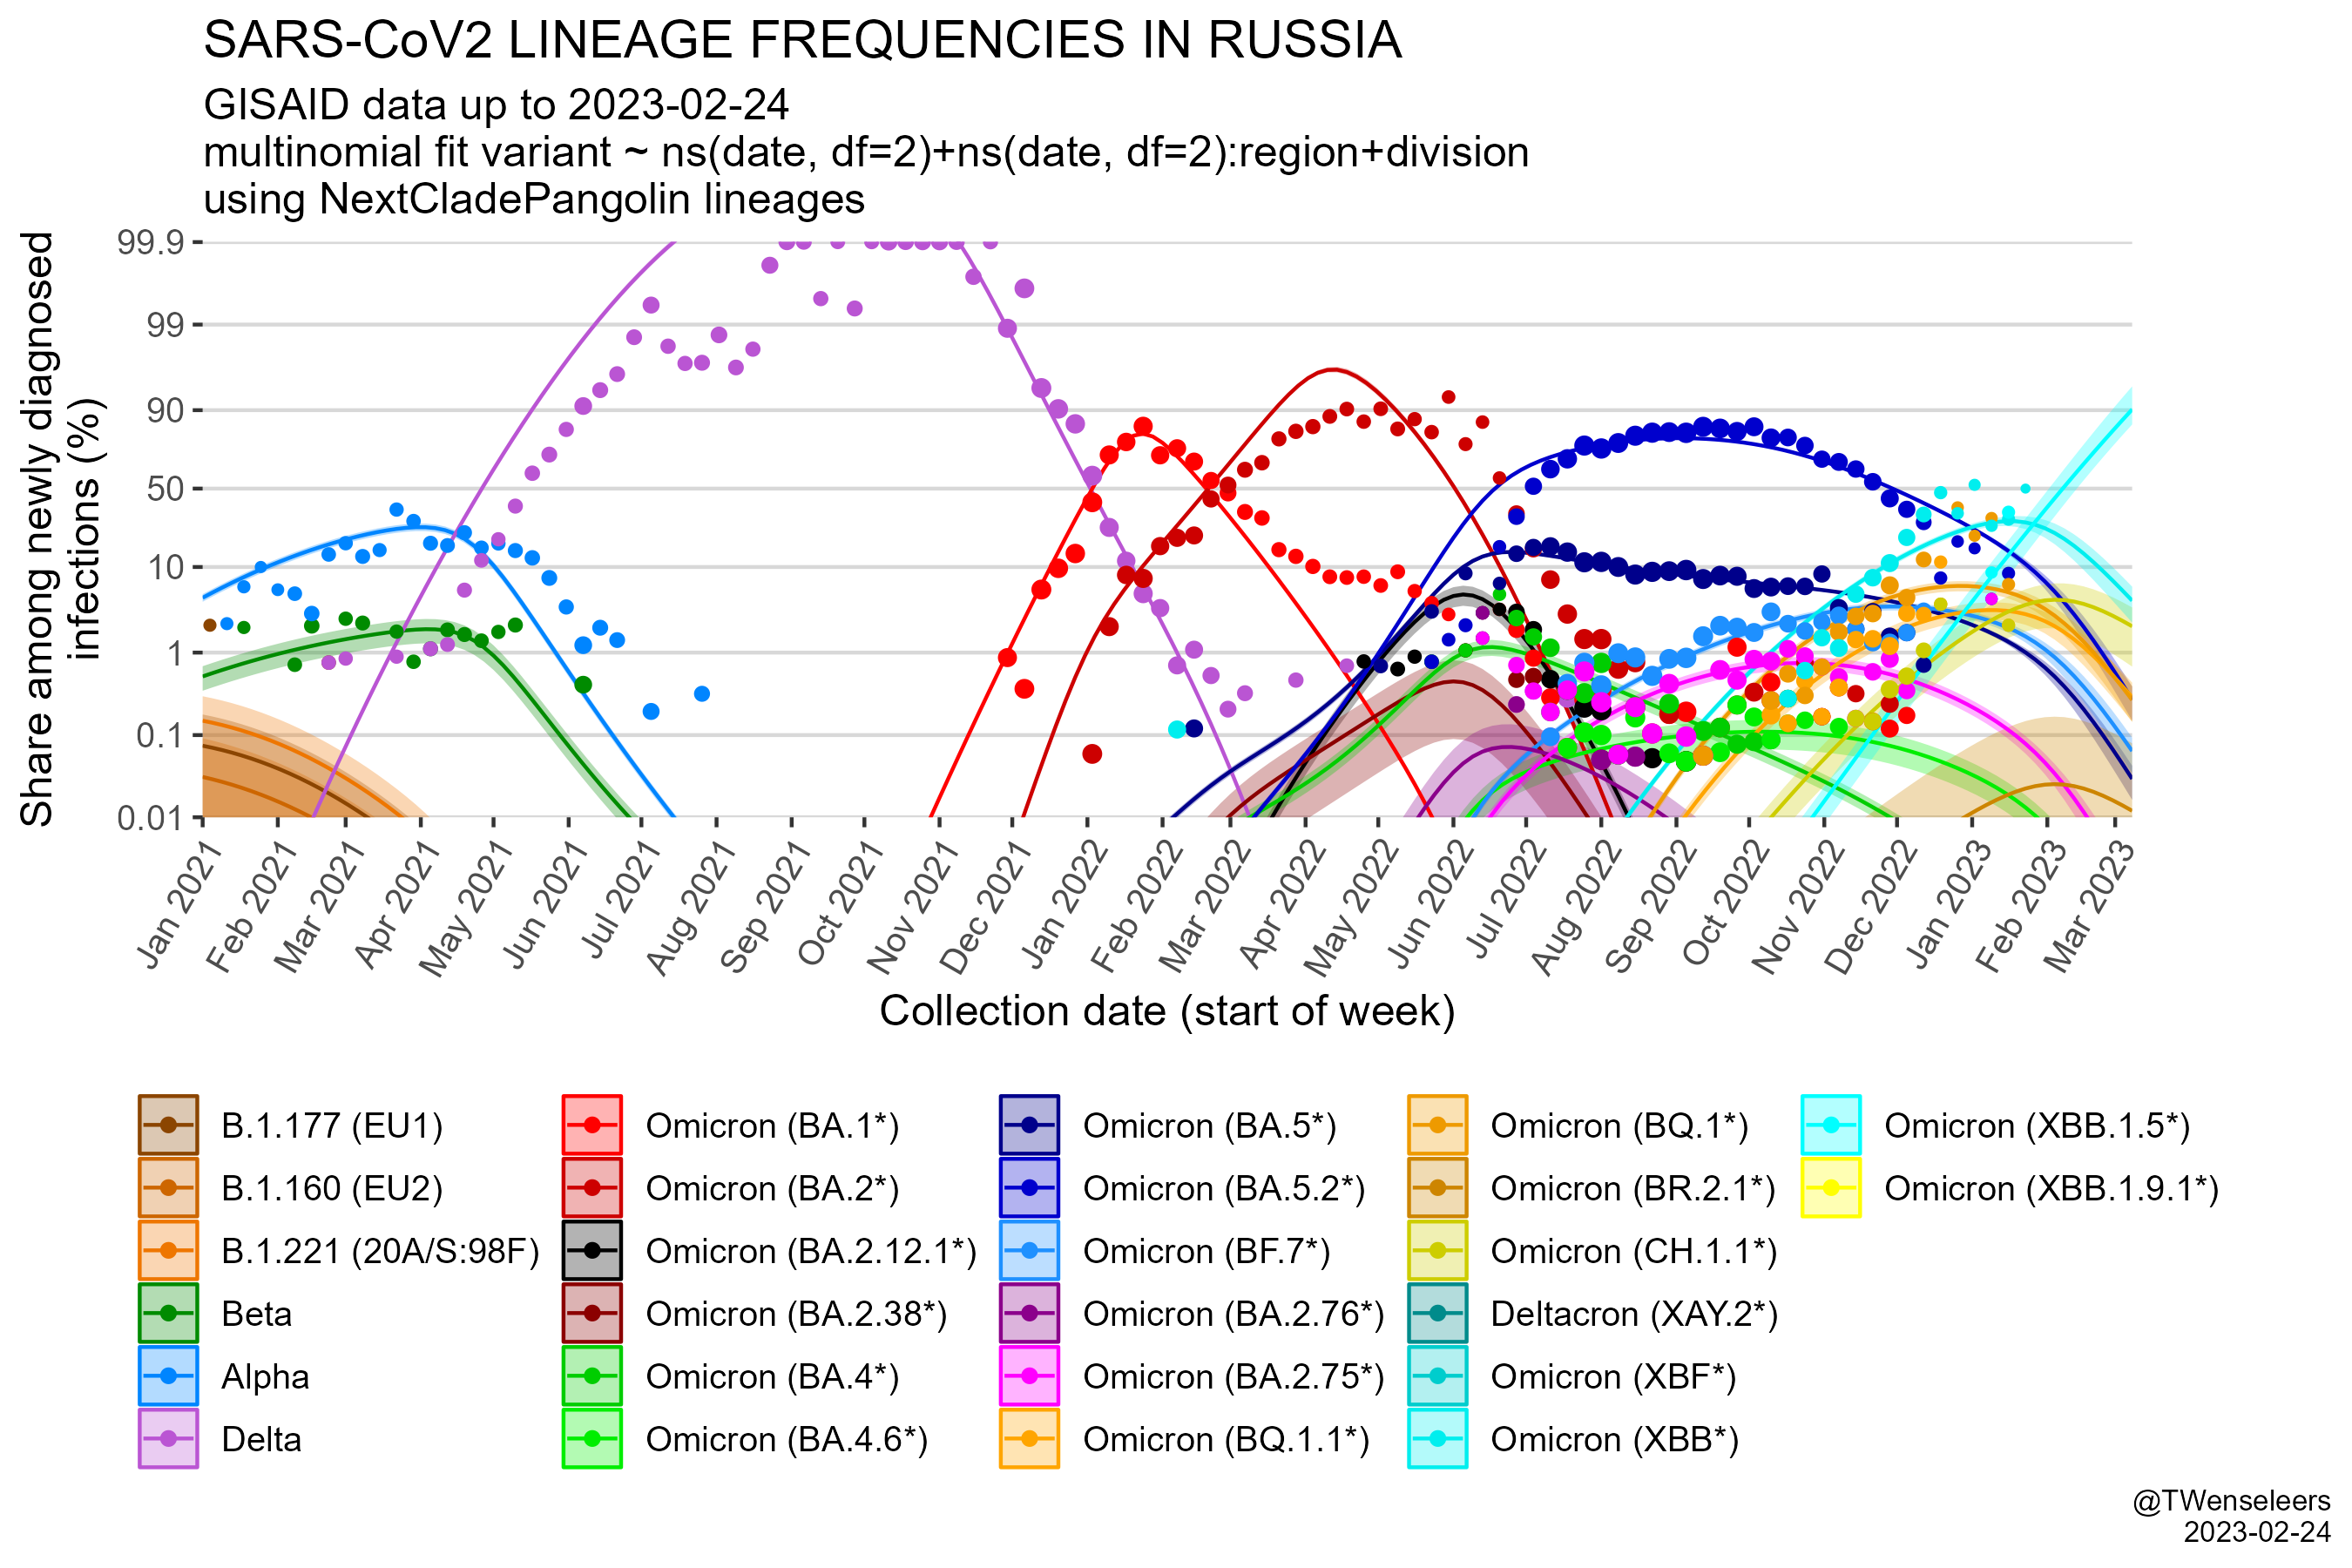 SARS-CoV2 LINEAGE FREQUENCIES IN RUSSIA
GISAID data up to 2023-02-24
multinomial fit variant ~ ns(date, df=2)+ns(date, df=2):region+division
using NextCladePangolin lineages
Share among newly diagnosed
infections (%)
99.9
99
90
50
10
1
0.1
0.01
Jan 2021
Feb 2021
Mar 2021
Apr 2021
May 2021
Jun 2021
Jul 2021
Aug 2021
Sep 2021
Oct 2021
Nov 2021
Dec 2021
Jan 2022
Feb 2022
Mar 2022
Apr 2022
May 2022
Jun 2022
Jul 2022
Aug 2022
Sep 2022
Oct 2022
Nov 2022
Dec 2022
Jan 2023
Feb 2023
Mar 2023
Collection date (start of week)
B.1.177 (EU1)
B.1.160 (EU2)
B.1.221 (20A/S:98F)
Beta
Alpha
Delta
Omicron (BA.1*)
Omicron (BA.2*)
Omicron (BA.2.12.1*)
Omicron (BA.2.38*)
Omicron (BA.4*)
Omicron (BA.4.6*)
Omicron (BA.5*)
Omicron (BA.5.2*)
Omicron (BF.7*)
Omicron (BA.2.76*)
Omicron (BA.2.75*)
Omicron (BQ.1.1*)
Omicron (BQ.1*)
Omicron (BR.2.1*)
Omicron (CH.1.1*)
Deltacron (XAY.2*)
Omicron (XBF*)
Omicron (XBB*)
Omicron (XBB.1.5*)
Omicron (XBB.1.9.1*)
@TWenseleers
2023-02-24